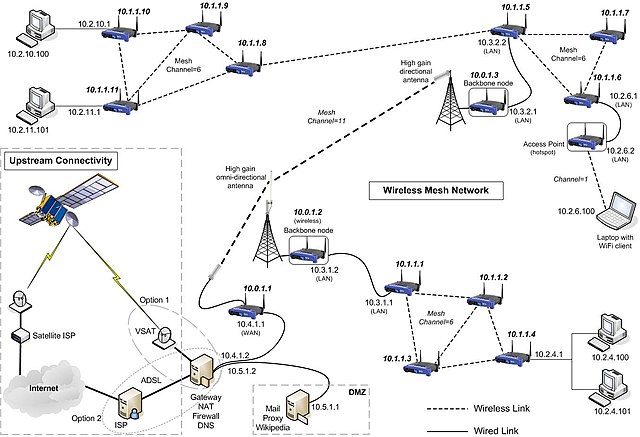 10.1.1.10
10.1.1.9
10.1.1.5
10.1.1.7
10.2.10.1
10.2.10.100
Mesh
Channel=6
10.1.1.8
10.3.2.2
(LAN)
Mesh
Channel=6
High gain
directional
antenna
10.0.1.3
Backbone node
10.1.1.6
10.1.1.11
10.2.11.1
10.2.11.101
10.2.6.1
(LAN)
Mesh
Channel=11
10.3.2.1
(LAN)
Access Point
(hotspot)
10.2.6.2
(LAN)
Upstream Connectivity
High gain
omni-directional
antenna
Wireless Mesh Network
Channel=1
10.2.6.100
Laptop with
WiFi client
10.0.1.2
(wireless)
Backbone node
10.3.1.2
(LAN)
10.1.1.1
10.1.1.2
Option 1
10.0.1.1
10.3.1.1
(LAN)
Mesh
Channel=6
VSAT
10.4.1.1
(WAN)
Satellite ISP
10.1.1.4
10.1.1.3
10.2.4.1
10.2.4.100
10.4.1.2
10.5.1.2
Internet
ADSL
DMZ
Gateway
NAT
Firewall
DNS
Option 2
ISP
10.5.1.1
Mail
Proxy
Wikipedia
10.2.4.101
Wireless Link
Wired Link